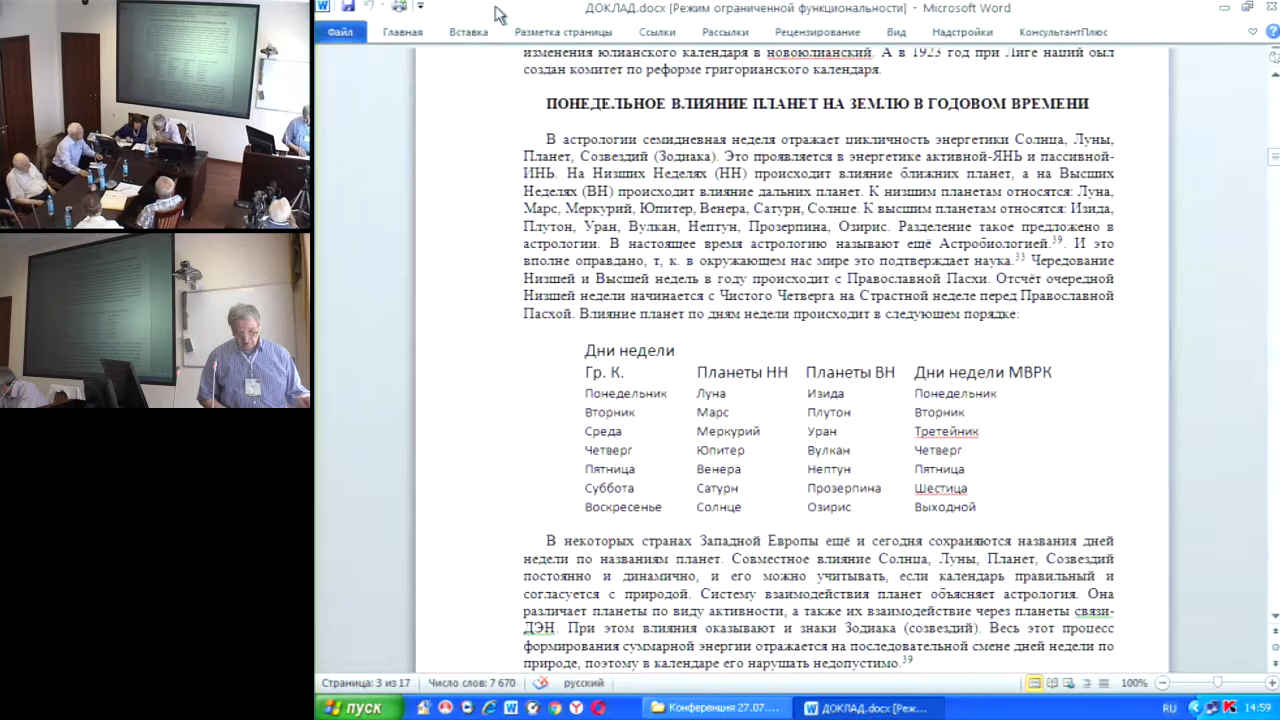 ДОКЛАД.docx [Режим ограниченной функциональности] - Microsoft Word
Файл Главная Вставка Разметка страницы Ссылки Рассылки Рецензирование Вид Надстройки КонсультантПлюс
изменения юлианского календаря в новоюлианский. А в 1923 год при Лиге наций был
создан комитет по реформе григорианского календаря.
ПОНЕДЕЛЬНОЕ ВЛИЯНИЕ ПЛАНЕТ НА ЗЕМЛЮ В ГОДОВОМ ВРЕМЕНИ
В астрологии семидневная неделя отражает цикличность энергетики Солнца, Луны,
Планет, Созвездий (Зодиака). Это проявляется в энергетике активной-ЯНЬ и пассивной-
ИНЬ. На Низших Неделях (НН) происходит влияние ближних планет, а на Высших
Неделях (ВН) происходит влияние дальних планет. К низшим планетам относятся: Луна,
Марс, Меркурий, Юпитер, Венера, Сатурн, Солнце. К высшим планетам относятся: Изида,
Плутон, Уран, Вулкан, Нептун, Прозерпина, Озирис. Разделение такое предложено в
астрологии. В настоящее время астрологию называют ещё Астробиологией.39. И это
вполне оправдано, т, к. в окружающем нас мире это подтверждает наука.33 Чередование
Низшей и Высшей недель в году происходит с Православной Пасхи. Отсчёт очередной
Низшей недели начинается с Чистого Четверга на Страстной неделе перед Православной
Пасхой. Влияние планет по дням недели происходит в следующем порядке:
Дни недели
Гр. К. Планеты НН Планеты ВН Дни недели МВРК
Понедельник Луна Изида Понедельник
Вторник Марс Плутон Вторник
Среда Меркурий Уран Третейник
Четверг Юпитер Вулкан Четверг
Пятница Венера Нептун Пятница
Суббота Сатурн Прозерпина Шестица
Воскресенье Солнце Озирис Выходной
В некоторых странах Западной Европы ещё и сегодня сохраняются названия дней
недели по названиям планет. Совместное влияние Солнца, Луны, Планет, Созвездий
постоянно и динамично, и его можно учитывать, если календарь правильный и
согласуется с природой. Систему взаимодействия планет объясняет астрология. Она
различает планеты по виду активности, а также их взаимодействие через планеты связи-
ДЭН. При этом влияния оказывают и знаки Зодиака (созвездий). Весь этот процесс
формирования суммарной энергии отражается на последовательной смене дней недели по
природе, поэтому в календаре его нарушать недопустимо.39
Страница: 3 из 17 Число слов: 7 670 русский 100%
пуск Конференция 27.07.... ДОКЛАД.docx [Реж... RU 14:59